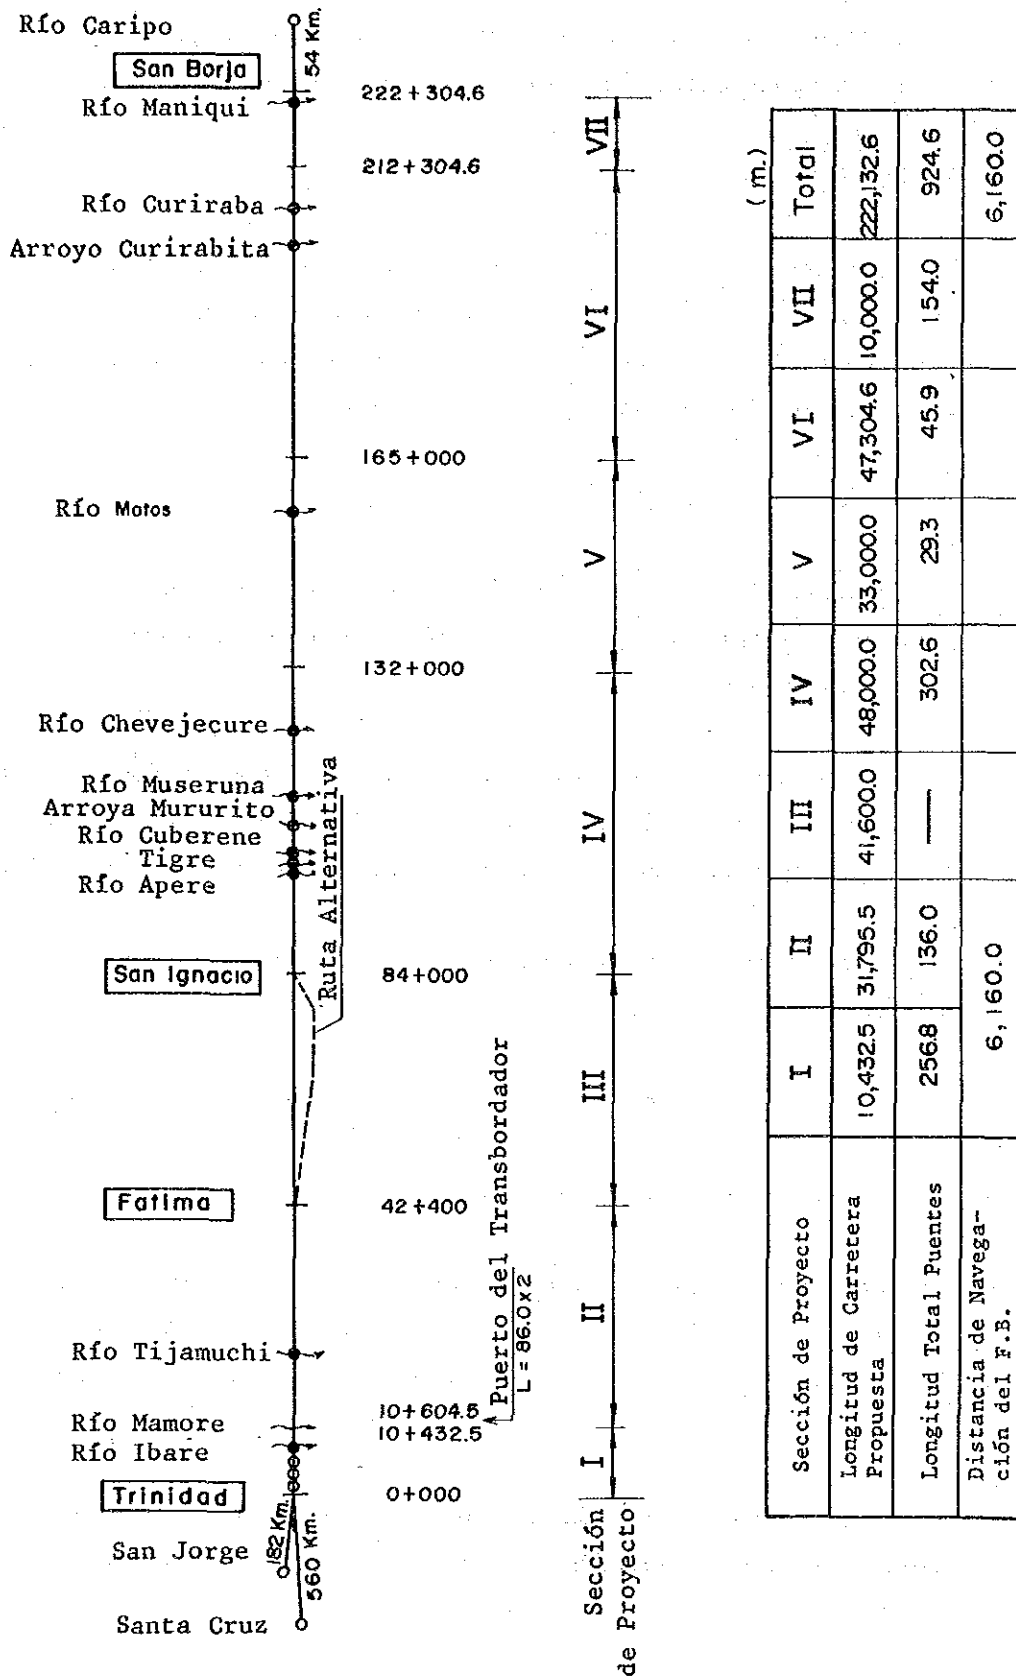 Río Caripo
54 Km.
San Borja
Río Maniqui
222+304.6
212+304.6
Río Curiraba
Arroyo Curirabita
165+000
Río Matos
132+000
Río Chevejecure
Río Museruna
Arroya Mururito
Río Cuberene
Tigre
Río Apere
Ruta Alternativa
San Ignacio
84+000
Fatima
42+400
Río Tijamuchi
Puerto del Transbordador
L=86.0x2
Río Mamore
10+604.5
10+432.5
Río Ibare
Trinidad
0+000
182 Km.
San Jorge
560 Km.
Santa Cruz
VII
VI
V
IV
III
II
I
Sección
de Proyecto
(m.)
Sección de Proyecto I II III IV V VI VII Total
Longitud de Carretera
Propuesta 10,432.5 31,795.5 41,600.0 48,000.0 33,000.0 47,304.6 10,000.0 222,132.6
Longitud Total Puentes 256.8 136.0 — 302.6 29.3 45.9 154.0 924.6
Distancia de Navega-
ción del F.B. 6,160.0 6,160.0